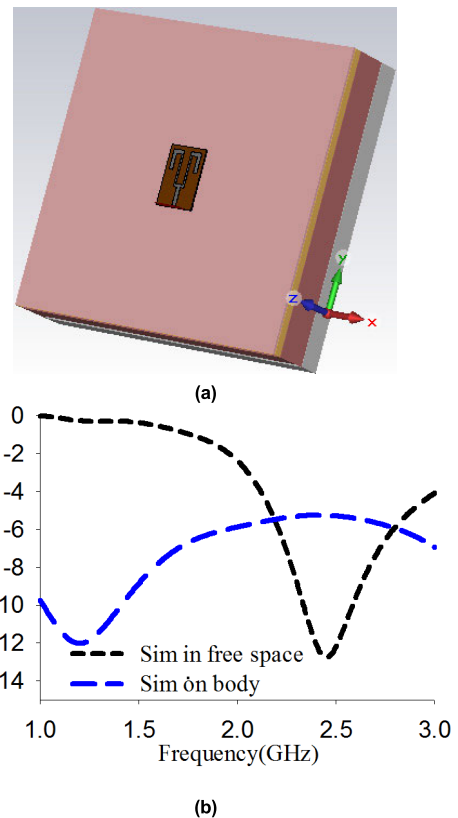 Y
Z
X
(a)
0
-2
-4
-6
-8
10
12
14
Sim in free space
Sim on body
1.0 1.5 2.0 2.5 3.0
Frequency(GHz)
(b)